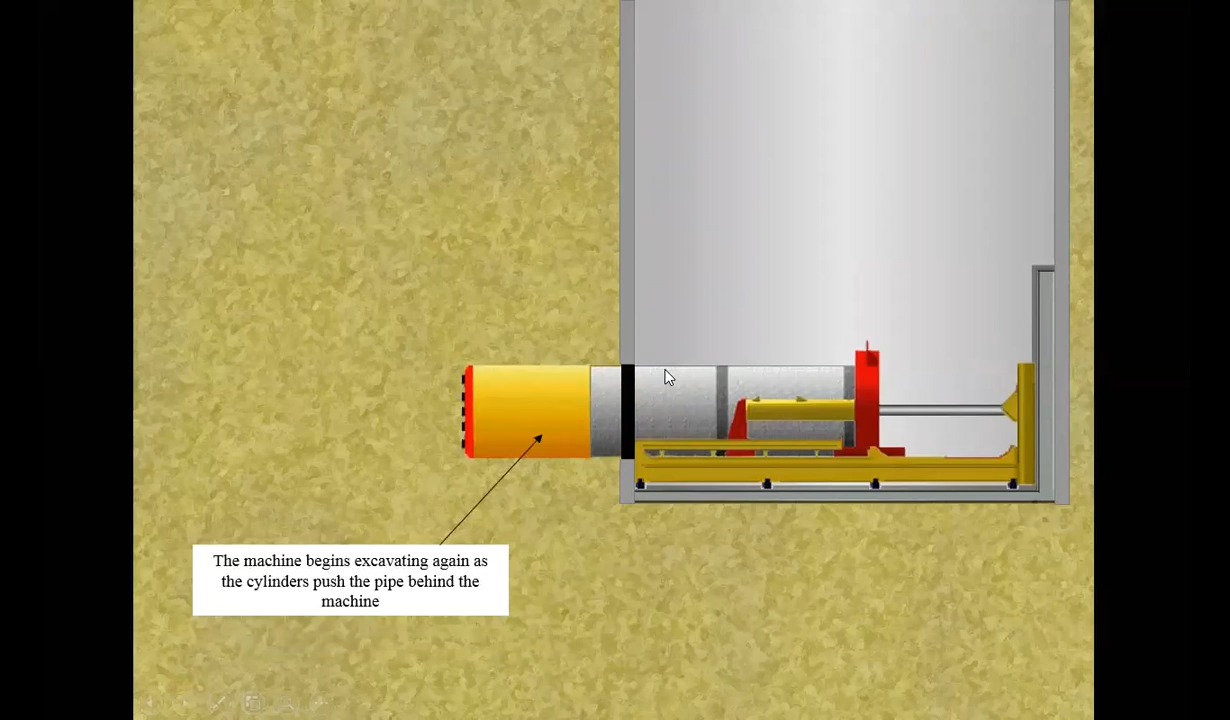 The machine begins excavating again as
the cylinders push the pipe behind the
machine